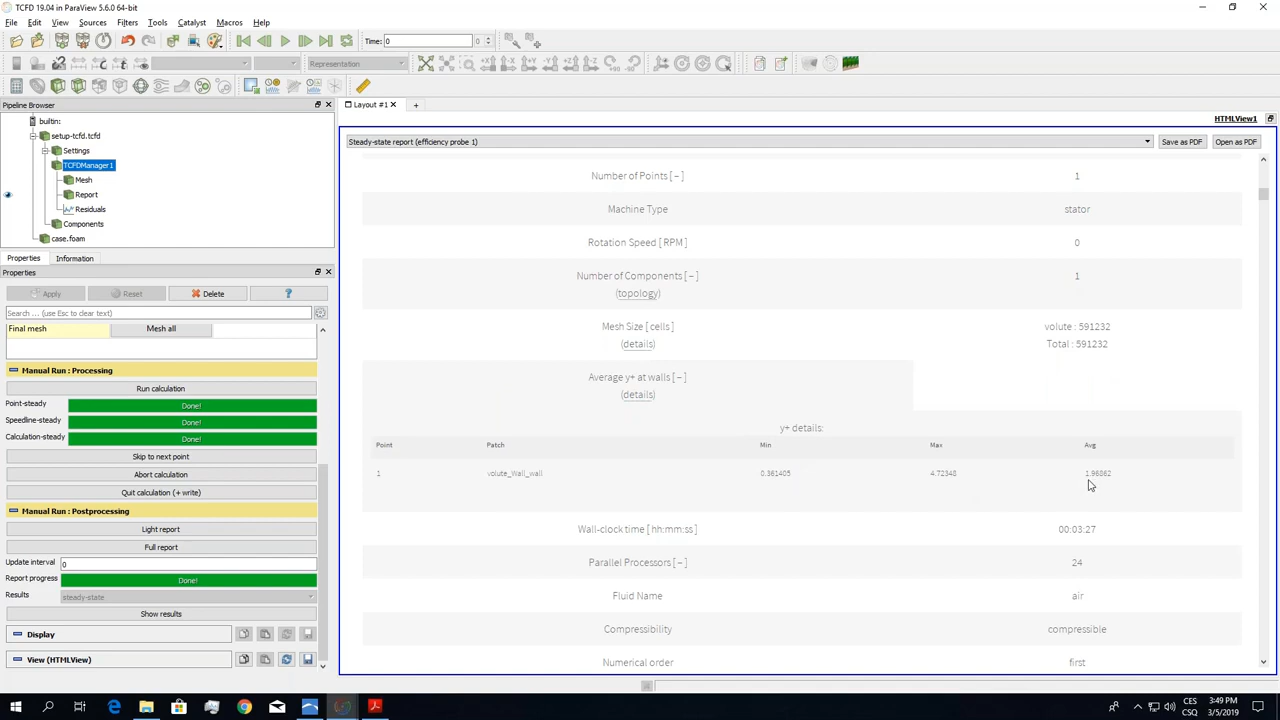 TCFD 19.04 in ParaView 5.6.0 64-bit
File Edit View Sources Filters Tools Catalyst Macros Help
Time: 0 0
Representation
Pipeline Browser
builtin:
setup-tcfd.tcfd
Settings
TCFDManager1
Mesh
Report
Residuals
Components
case.foam
Properties Information
Properties
Apply Reset Delete ?
Search ... (use Esc to clear text)
Final mesh Mesh all
Manual Run : Processing
Run calculation
Point-steady Done!
Speedline-steady Done!
Calculation-steady Done!
Skip to next point
Abort calculation
Quit calculation (+ write)
Manual Run : Postprocessing
Light report
Full report
Update interval 0
Report progress Done!
Results steady-state
Show results
Display
View (HTMLView)
Layout #1
HTMLView1
Steady-state report (efficiency probe 1) Save as PDF Open as PDF
Number of Points [ – ] 1
Machine Type stator
Rotation Speed [ RPM ] 0
Number of Components [ – ] 1
(topology)
Mesh Size [ cells ] volute : 591232
(details) Total : 591232
Average y+ at walls [ – ]
(details)
y+ details:
Point Patch Min Max Avg
1 volute_Wall_wall 0.361405 4.72348 1.96862
Wall-clock time [ hh:mm:ss ] 00:03:27
Parallel Processors [ – ] 24
Fluid Name air
Compressibility compressible
Numerical order first
CES 3:49 PM
CSQ 3/5/2019